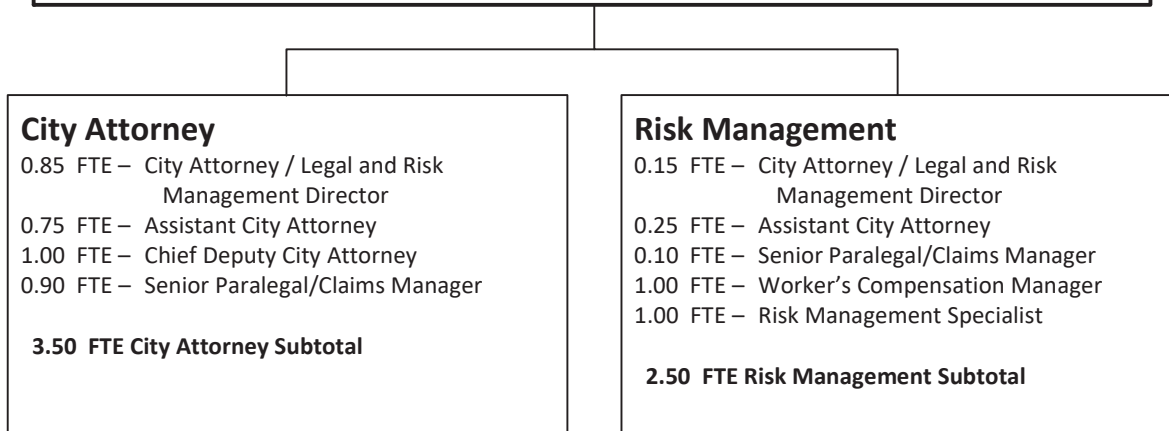 City Attorney
0.85 FTE – City Attorney / Legal and Risk
Management Director
0.75 FTE – Assistant City Attorney
1.00 FTE – Chief Deputy City Attorney
0.90 FTE – Senior Paralegal/Claims Manager
3.50 FTE City Attorney Subtotal
Risk Management
0.15 FTE – City Attorney / Legal and Risk
Management Director
0.25 FTE – Assistant City Attorney
0.10 FTE – Senior Paralegal/Claims Manager
1.00 FTE – Worker’s Compensation Manager
1.00 FTE – Risk Management Specialist
2.50 FTE Risk Management Subtotal